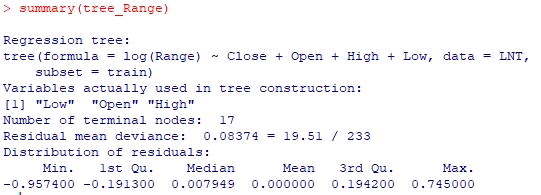 > summary(tree_Range)
Regression tree:
tree(formula = log(Range) ~ Close + Open + High + Low, data = LNT,
    subset = train)
Variables actually used in tree construction:
[1] "Low"  "Open" "High"
Number of terminal nodes:  17
Residual mean deviance:  0.08374 = 19.51 / 233
Distribution of residuals:
     Min.   1st Qu.    Median      Mean   3rd Qu.      Max.
-0.957400 -0.191300  0.007949  0.000000  0.194200  0.745000